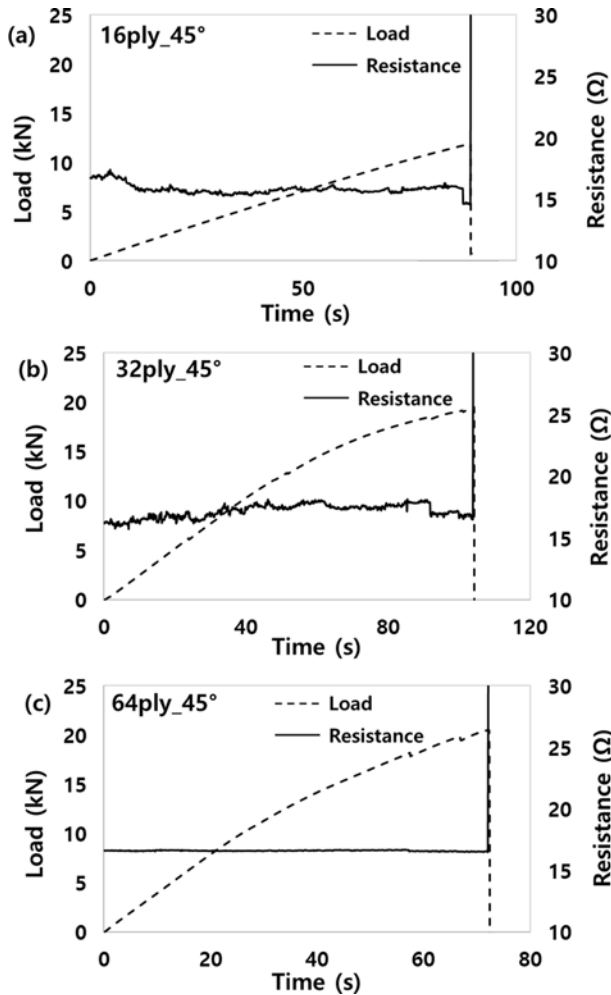 (a)
16ply_45°
Load
Resistance
25
20
15
10
5
0
Load (kN)
30
25
20
15
10
Resistance (Ω)
0
50
100
Time (s)
(b)
32ply_45°
Load
Resistance
25
20
15
10
5
0
Load (kN)
30
25
20
15
10
Resistance (Ω)
0
40
80
120
Time (s)
(c)
64ply_45°
Load
Resistance
25
20
15
10
5
0
Load (kN)
30
25
20
15
10
Resistance (Ω)
0
20
40
60
80
Time (s)